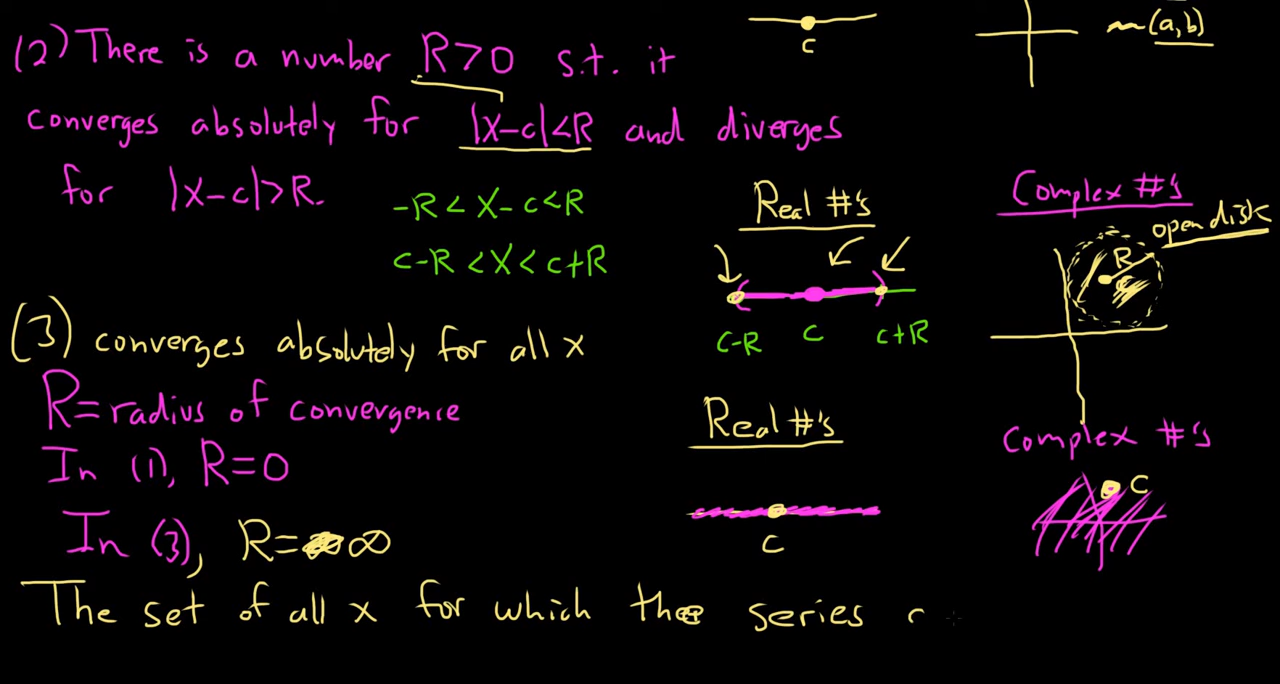 c
(a,b)
(2) There is a number R>0 s.t. it
converges absolutely for |x-c|<R and diverges
for |x-c|>R.
-R < x-c < R
c-R < x < c+R
Real #'s
c-R c c+R
Complex #'s
open disk
R
c
(3) converges absolutely for all x
R = radius of convergence
In (1), R=0
In (3), R= ∞
Real #'s
c
Complex #'s
c
The set of all x for which the series c